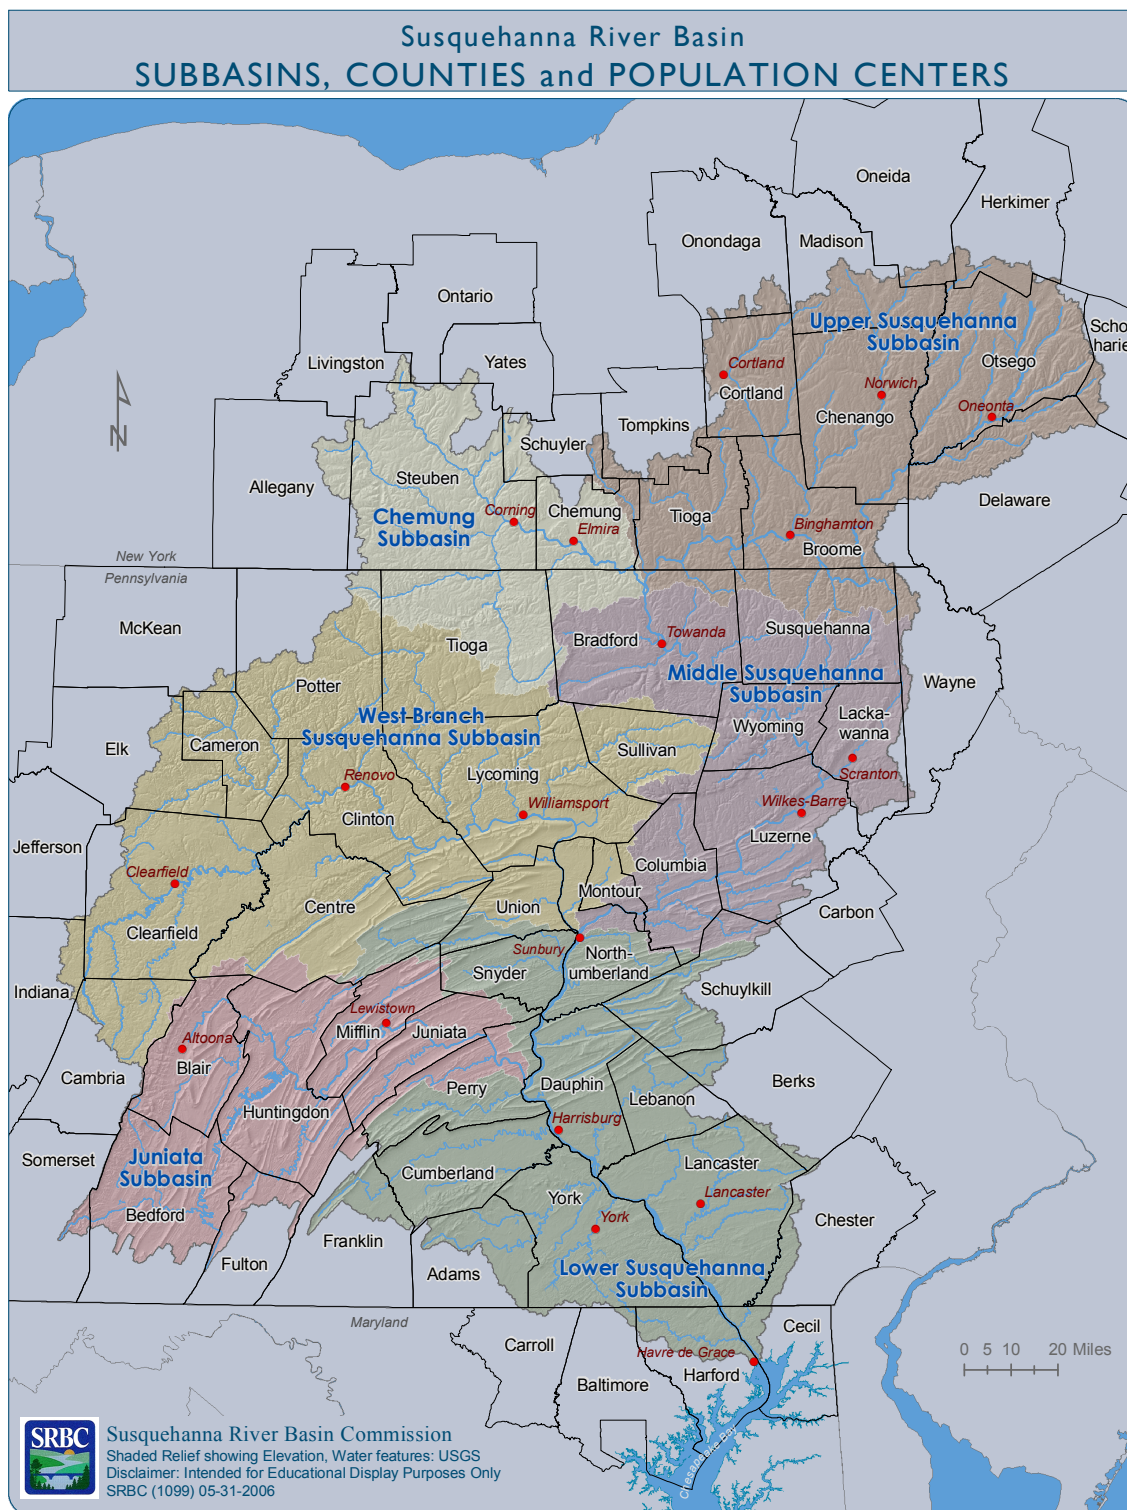 Susquehanna River Basin
SUBBASINS, COUNTIES and POPULATION CENTERS
Oneida
Herkimer
Onondaga
Madison
Ontario
Upper Susquehanna
Subbasin
Scho
harie
Livingston
Yates
Cortland
Cortland
Otsego
Norwich
Chenango
Oneonta
Tompkins
Schuyler
Steuben
Allegany
Delaware
Corning
Chemung
Chemung
Subbasin
Elmira
Tioga
Binghamton
Broome
New York
Pennsylvania
McKean
Tioga
Bradford
Towanda
Susquehanna
Middle Susquehanna
Subbasin
Wayne
Potter
West Branch
Susquehanna Subbasin
Wyoming
Lacka-
wanna
Elk
Cameron
Sullivan
Renovo
Lycoming
Scranton
Clinton
Williamsport
Wilkes-Barre
Luzerne
Jefferson
Clearfield
Clearfield
Centre
Union
Montour
Columbia
Carbon
Sunbury
North-
umberland
Snyder
Indiana
Schuylkill
Lewistown
Mifflin
Juniata
Altoona
Blair
Cambria
Huntingdon
Perry
Dauphin
Lebanon
Berks
Harrisburg
Somerset
Juniata
Subbasin
Cumberland
Lancaster
Lancaster
York
York
Bedford
Chester
Franklin
Fulton
Adams
Lower Susquehanna
Subbasin
Maryland
Carroll
Cecil
Havre de Grace
Harford
Baltimore
Chesapeake Bay
N
0 5 10 20 Miles
SRBC
Susquehanna River Basin Commission
Shaded Relief showing Elevation, Water features: USGS
Disclaimer: Intended for Educational Display Purposes Only
SRBC (1099) 05-31-2006